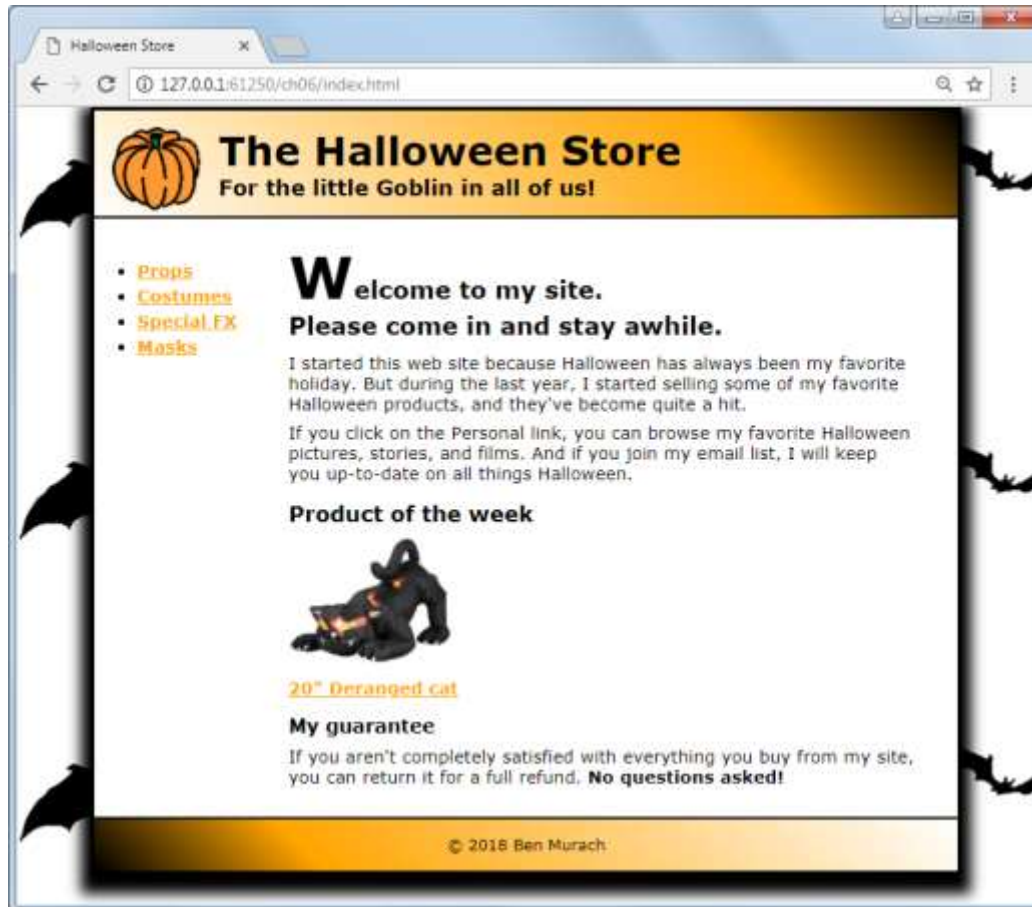 Halloween Store
127.0.0.1:61250/ch06/index.html
The Halloween Store
For the little Goblin in all of us!
Props
Costumes
Special FX
Masks
Welcome to my site.
Please come in and stay awhile.
I started this web site because Halloween has always been my favorite
holiday. But during the last year, I started selling some of my favorite
Halloween products, and they've become quite a hit.
If you click on the Personal link, you can browse my favorite Halloween
pictures, stories, and films. And if you join my email list, I will keep
you up-to-date on all things Halloween.
Product of the week
20" Deranged cat
My guarantee
If you aren't completely satisfied with everything you buy from my site,
you can return it for a full refund. No questions asked!
© 2018 Ben Murach